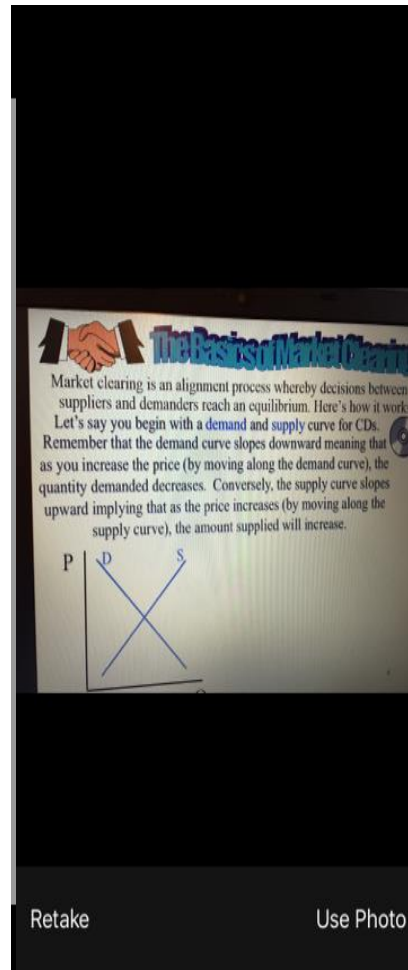 The Basics of Market Clearing
Market clearing is an alignment process whereby decisions between
suppliers and demanders reach an equilibrium. Here's how it work
Let's say you begin with a demand and supply curve for CDs.
Remember that the demand curve slopes downward meaning that
as you increase the price (by moving along the demand curve), the
quantity demanded decreases. Conversely, the supply curve slopes
upward implying that as the price increases (by moving along the
supply curve), the amount supplied will increase.
P D S
Retake Use Photo